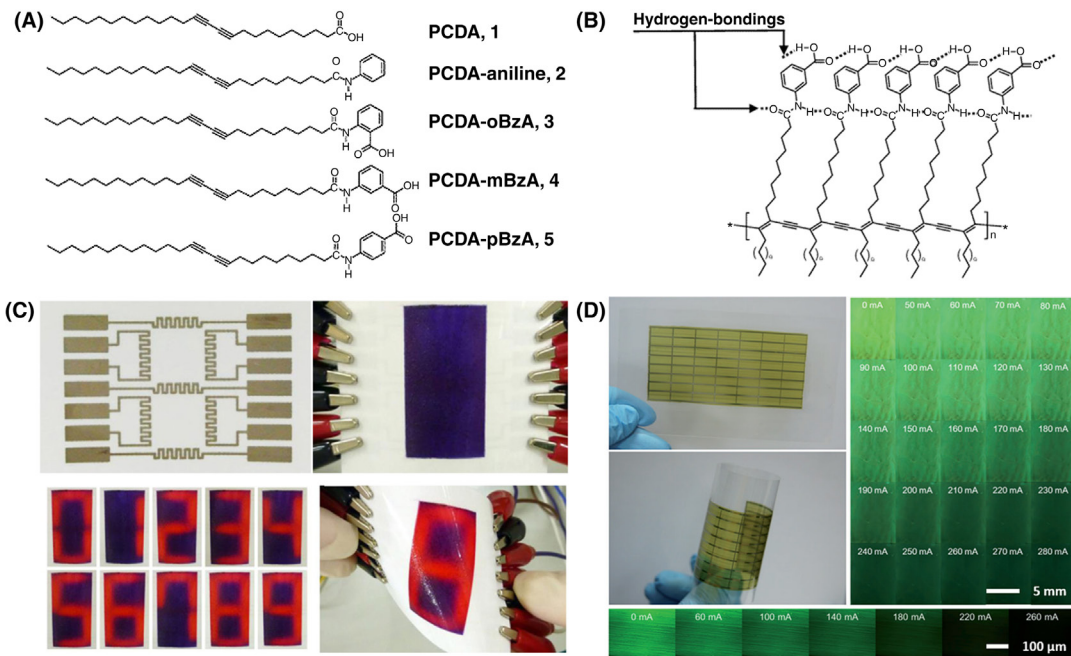 (A)
O
OH
PCDA, 1
O
N
H
PCDA-aniline, 2
O
N
H
O
OH
PCDA-oBzA, 3
O
N
H
OH
O
PCDA-mBzA, 4
OH
O
O
N
H
PCDA-pBzA, 5
(B)
Hydrogen-bondings
H-O O H-O O H-O O H-O O H-O O
N N-H N-H N-H N-H
O=C O=C O=C O=C O=C
* [ ] n *
(C)
(D)
0 mA 50 mA 60 mA 70 mA 80 mA
90 mA 100 mA 110 mA 120 mA 130 mA
140 mA 150 mA 160 mA 170 mA 180 mA
190 mA 200 mA 210 mA 220 mA 230 mA
240 mA 250 mA 260 mA 270 mA 280 mA
5 mm
0 mA 60 mA 100 mA 140 mA 180 mA 220 mA 260 mA
100 μm